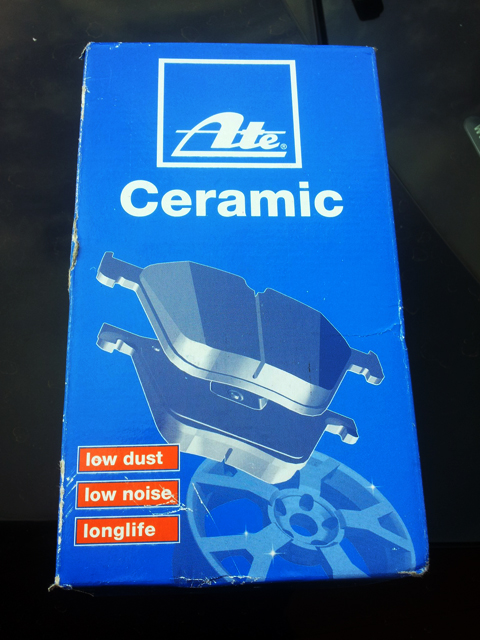 Ate®
Ceramic
low dust
low noise
longlife